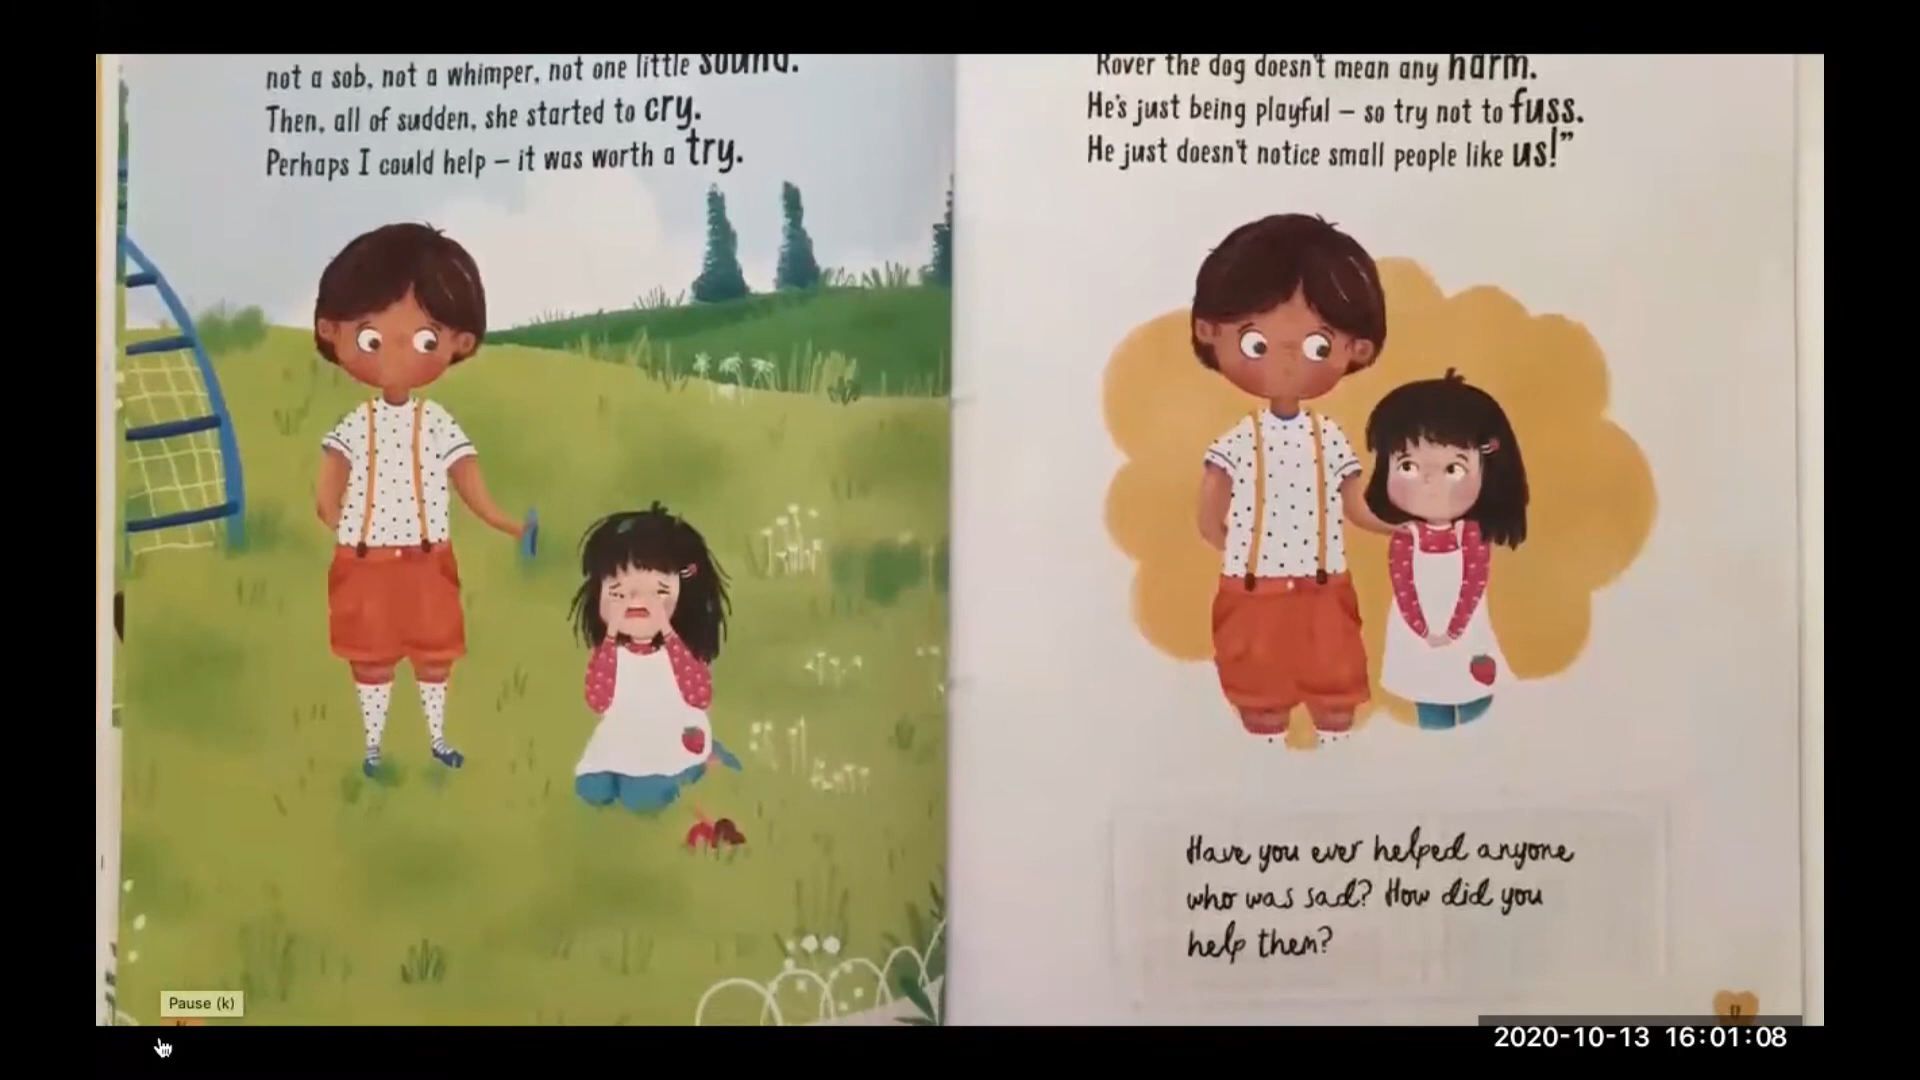 not a sob, not a whimper, not one little sound.
Then, all of sudden, she started to cry.
Perhaps I could help – it was worth a try.
Rover the dog doesn't mean any harm.
He's just being playful – so try not to fuss.
He just doesn't notice small people like us!”
Have you ever helped anyone
who was sad? How did you
help them?
Pause (k)
2020-10-13 16:01:08